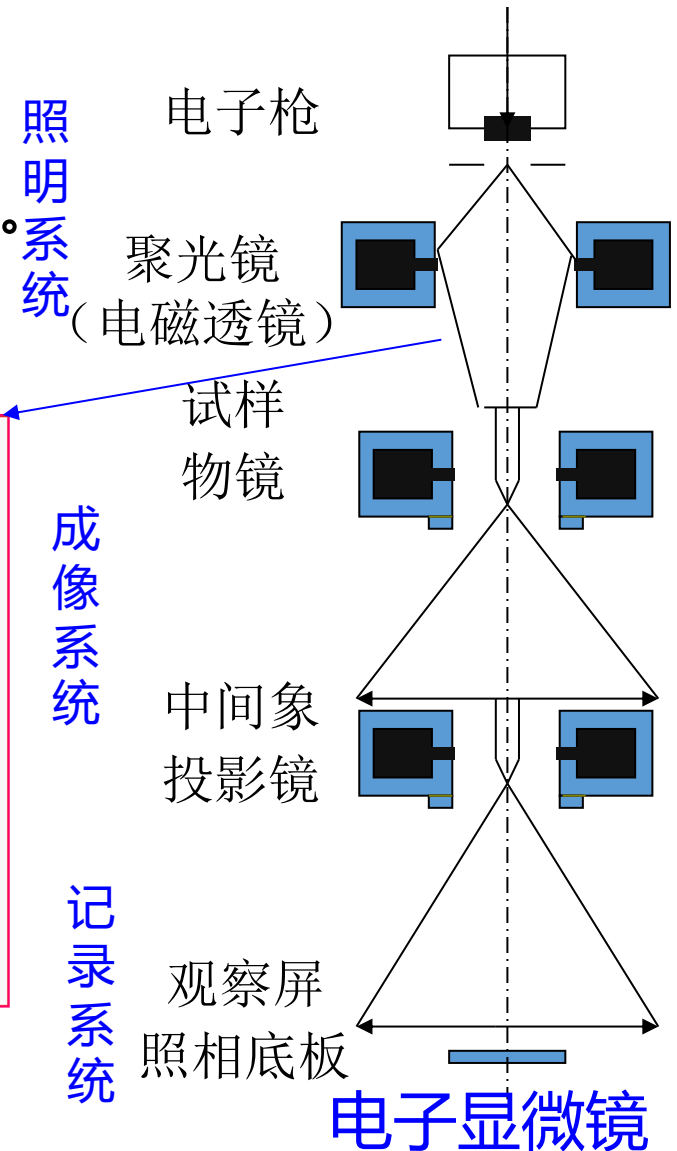 电子枪
照明系统
。
聚光镜
（电磁透镜）
试样
物镜
成像系统
中间象
投影镜
记录系统
观察屏
照相底板
电子显微镜